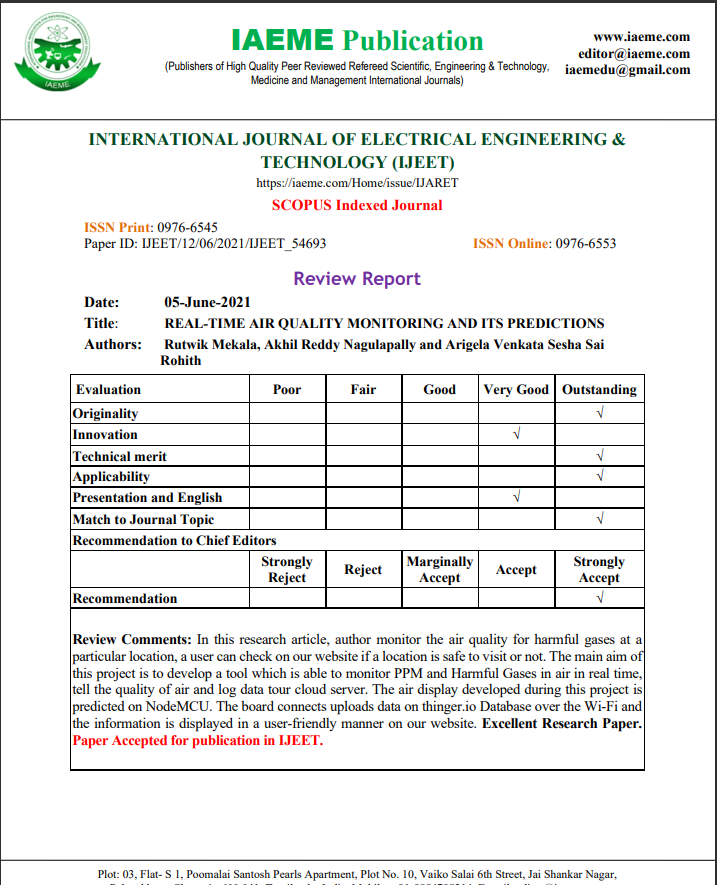 IAEME Publication
(Publishers of High Quality Peer Reviewed Refereed Scientific, Engineering & Technology,
Medicine and Management International Journals)
www.iaeme.com
editor@iaeme.com
iaemedu@gmail.com
IAEME
INTERNATIONAL JOURNAL OF ELECTRICAL ENGINEERING &
TECHNOLOGY (IJEET)
https://iaeme.com/Home/issue/IJARET
SCOPUS Indexed Journal
ISSN Print: 0976-6545
Paper ID: IJEET/12/06/2021/IJEET_54693 ISSN Online: 0976-6553
Review Report
Date: 05-June-2021
Title: REAL-TIME AIR QUALITY MONITORING AND ITS PREDICTIONS
Authors: Rutwik Mekala, Akhil Reddy Nagulapally and Arigela Venkata Sesha Sai
Rohith
Evaluation Poor Fair Good Very Good Outstanding
Originality √
Innovation √
Technical merit √
Applicability √
Presentation and English √
Match to Journal Topic √
Recommendation to Chief Editors
Strongly Reject Reject Marginally Accept Accept Strongly Accept
Recommendation √
Review Comments: In this research article, author monitor the air quality for harmful gases at a
particular location, a user can check on our website if a location is safe to visit or not. The main aim of
this project is to develop a tool which is able to monitor PPM and Harmful Gases in air in real time,
tell the quality of air and log data tour cloud server. The air display developed during this project is
predicted on NodeMCU. The board connects uploads data on thinger.io Database over the Wi-Fi and
the information is displayed in a user-friendly manner on our website. Excellent Research Paper.
Paper Accepted for publication in IJEET.
Plot: 03, Flat- S 1, Poomalai Santosh Pearls Apartment, Plot No. 10, Vaiko Salai 6th Street, Jai Shankar Nagar,